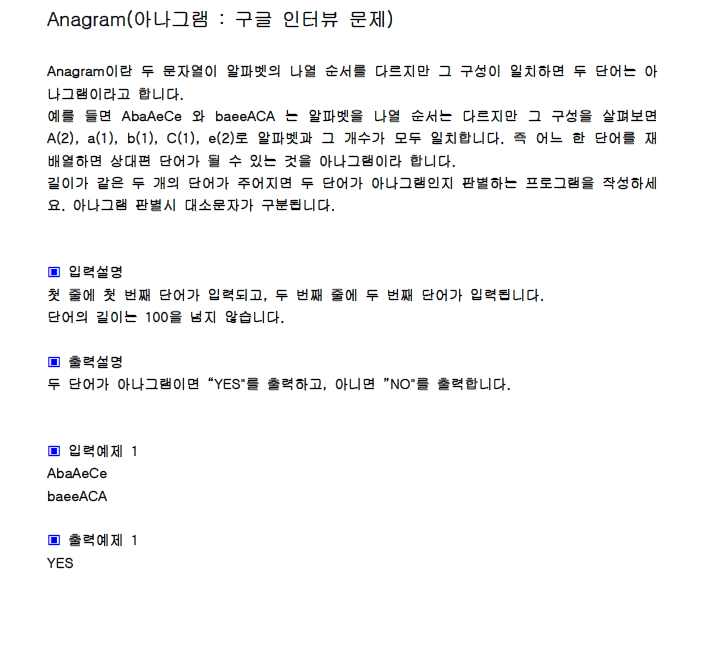 Anagram(아나그램 : 구글 인터뷰 문제)
Anagram이란 두 문자열이 알파벳의 나열 순서를 다르지만 그 구성이 일치하면 두 단어는 아
나그램이라고 합니다.
예를 들면 AbaAeCe 와 baeeACA 는 알파벳을 나열 순서는 다르지만 그 구성을 살펴보면
A(2), a(1), b(1), C(1), e(2)로 알파벳과 그 개수가 모두 일치합니다. 즉 어느 한 단어를 재
배열하면 상대편 단어가 될 수 있는 것을 아나그램이라 합니다.
길이가 같은 두 개의 단어가 주어지면 두 단어가 아나그램인지 판별하는 프로그램을 작성하세
요. 아나그램 판별시 대소문자가 구분됩니다.
▣ 입력설명
첫 줄에 첫 번째 단어가 입력되고, 두 번째 줄에 두 번째 단어가 입력됩니다.
단어의 길이는 100을 넘지 않습니다.
▣ 출력설명
두 단어가 아나그램이면 “YES"를 출력하고, 아니면 ”NO"를 출력합니다.
▣ 입력예제 1
AbaAeCe
baeeACA
▣ 출력예제 1
YES